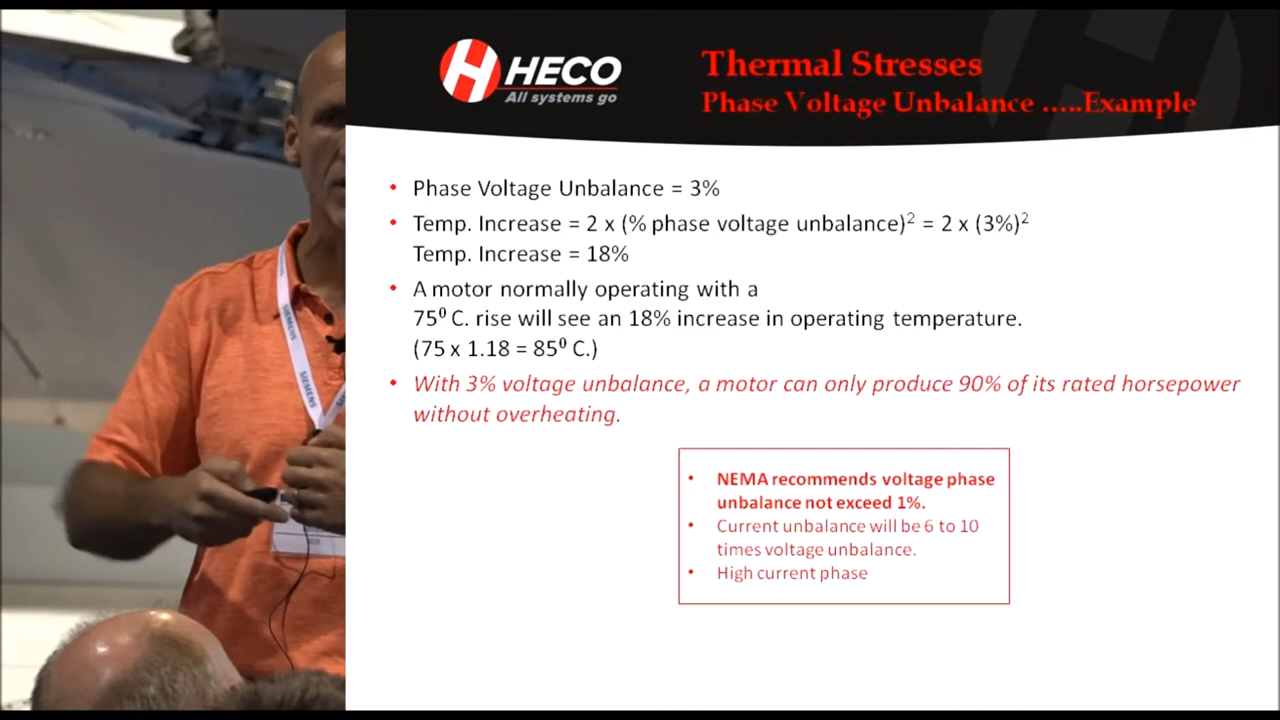 HECO
All systems go
Thermal Stresses
Phase Voltage Unbalance .....Example
• Phase Voltage Unbalance = 3%
• Temp. Increase = 2 x (% phase voltage unbalance)² = 2 x (3%)²
Temp. Increase = 18%
• A motor normally operating with a
75⁰ C. rise will see an 18% increase in operating temperature.
(75 x 1.18 = 85⁰ C.)
• With 3% voltage unbalance, a motor can only produce 90% of its rated horsepower
without overheating.
• NEMA recommends voltage phase
unbalance not exceed 1%.
• Current unbalance will be 6 to 10
times voltage unbalance.
• High current phase
SIEMENS
SIEMENS